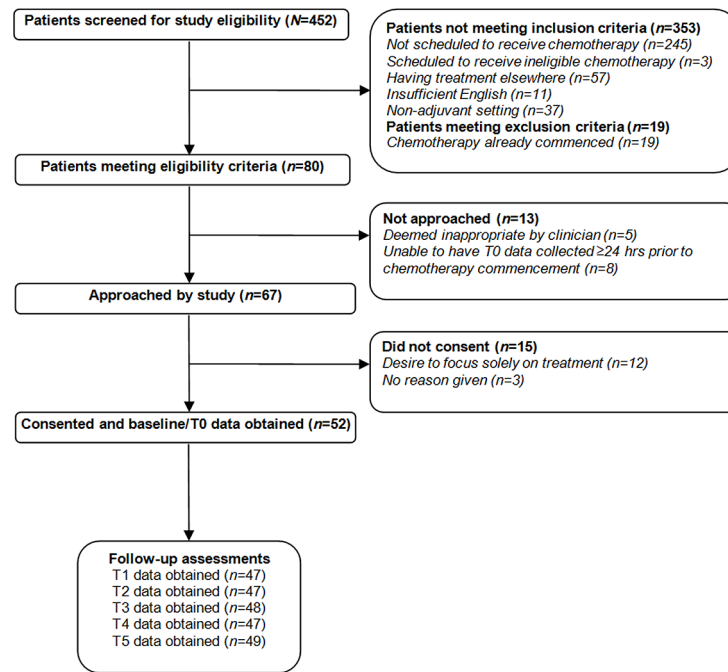 Patients screened for study eligibility (N=452)
Patients not meeting inclusion criteria (n=353)
Not scheduled to receive chemotherapy (n=245)
Scheduled to receive ineligible chemotherapy (n=3)
Having treatment elsewhere (n=57)
Insufficient English (n=11)
Non-adjuvant setting (n=37)
Patients meeting exclusion criteria (n=19)
Chemotherapy already commenced (n=19)
Patients meeting eligibility criteria (n=80)
Not approached (n=13)
Deemed inappropriate by clinician (n=5)
Unable to have T0 data collected ≥24 hrs prior to
chemotherapy commencement (n=8)
Approached by study (n=67)
Did not consent (n=15)
Desire to focus solely on treatment (n=12)
No reason given (n=3)
Consented and baseline/T0 data obtained (n=52)
Follow-up assessments
T1 data obtained (n=47)
T2 data obtained (n=47)
T3 data obtained (n=48)
T4 data obtained (n=47)
T5 data obtained (n=49)